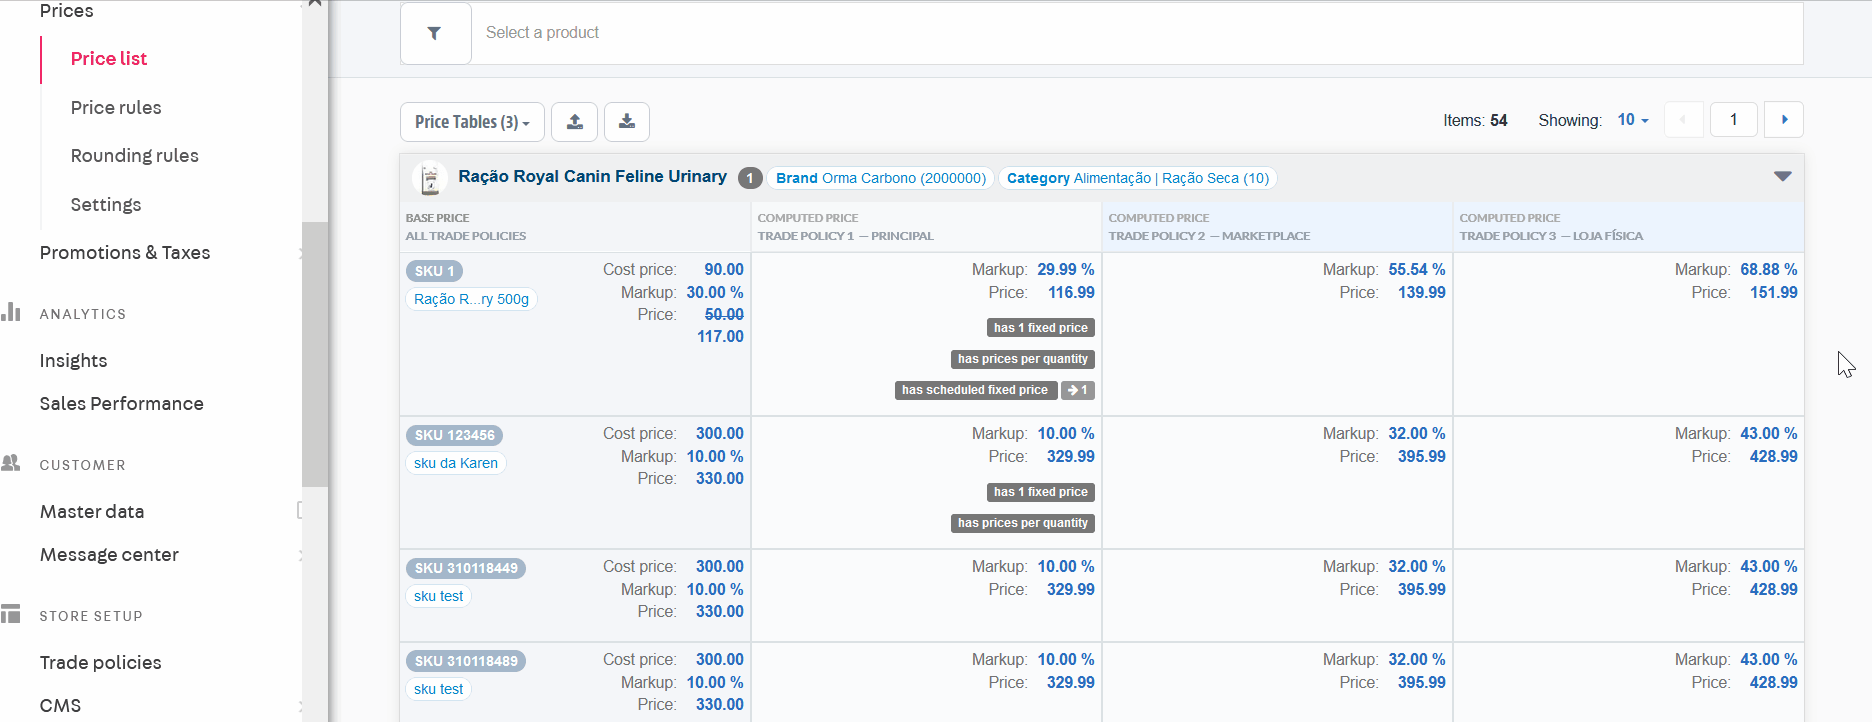 Prices
Price list
Price rules
Rounding rules
Settings
Promotions & Taxes
ANALYTICS
Insights
Sales Performance
CUSTOMER
Master data
Message center
STORE SETUP
Trade policies
CMS
Select a product
Price Tables (3)
Items: 54 Showing: 10 1
Ração Royal Canin Feline Urinary 1 Brand Orma Carbono (2000000) Category Alimentação | Ração Seca (10)
BASE PRICE
ALL TRADE POLICIES
COMPUTED PRICE
TRADE POLICY 1 — PRINCIPAL
COMPUTED PRICE
TRADE POLICY 2 — MARKETPLACE
COMPUTED PRICE
TRADE POLICY 3 — LOJA FÍSICA
SKU 1
Ração R...ry 500g
Cost price: 90.00
Markup: 30.00 %
Price: 50.00
117.00
Markup: 29.99 %
Price: 116.99
has 1 fixed price
has prices per quantity
has scheduled fixed price → 1
Markup: 55.54 %
Price: 139.99
Markup: 68.88 %
Price: 151.99
SKU 123456
sku da Karen
Cost price: 300.00
Markup: 10.00 %
Price: 330.00
Markup: 10.00 %
Price: 329.99
has 1 fixed price
has prices per quantity
Markup: 32.00 %
Price: 395.99
Markup: 43.00 %
Price: 428.99
SKU 310118449
sku test
Cost price: 300.00
Markup: 10.00 %
Price: 330.00
Markup: 10.00 %
Price: 329.99
Markup: 32.00 %
Price: 395.99
Markup: 43.00 %
Price: 428.99
SKU 310118489
sku test
Cost price: 300.00
Markup: 10.00 %
Price: 330.00
Markup: 10.00 %
Price: 329.99
Markup: 32.00 %
Price: 395.99
Markup: 43.00 %
Price: 428.99